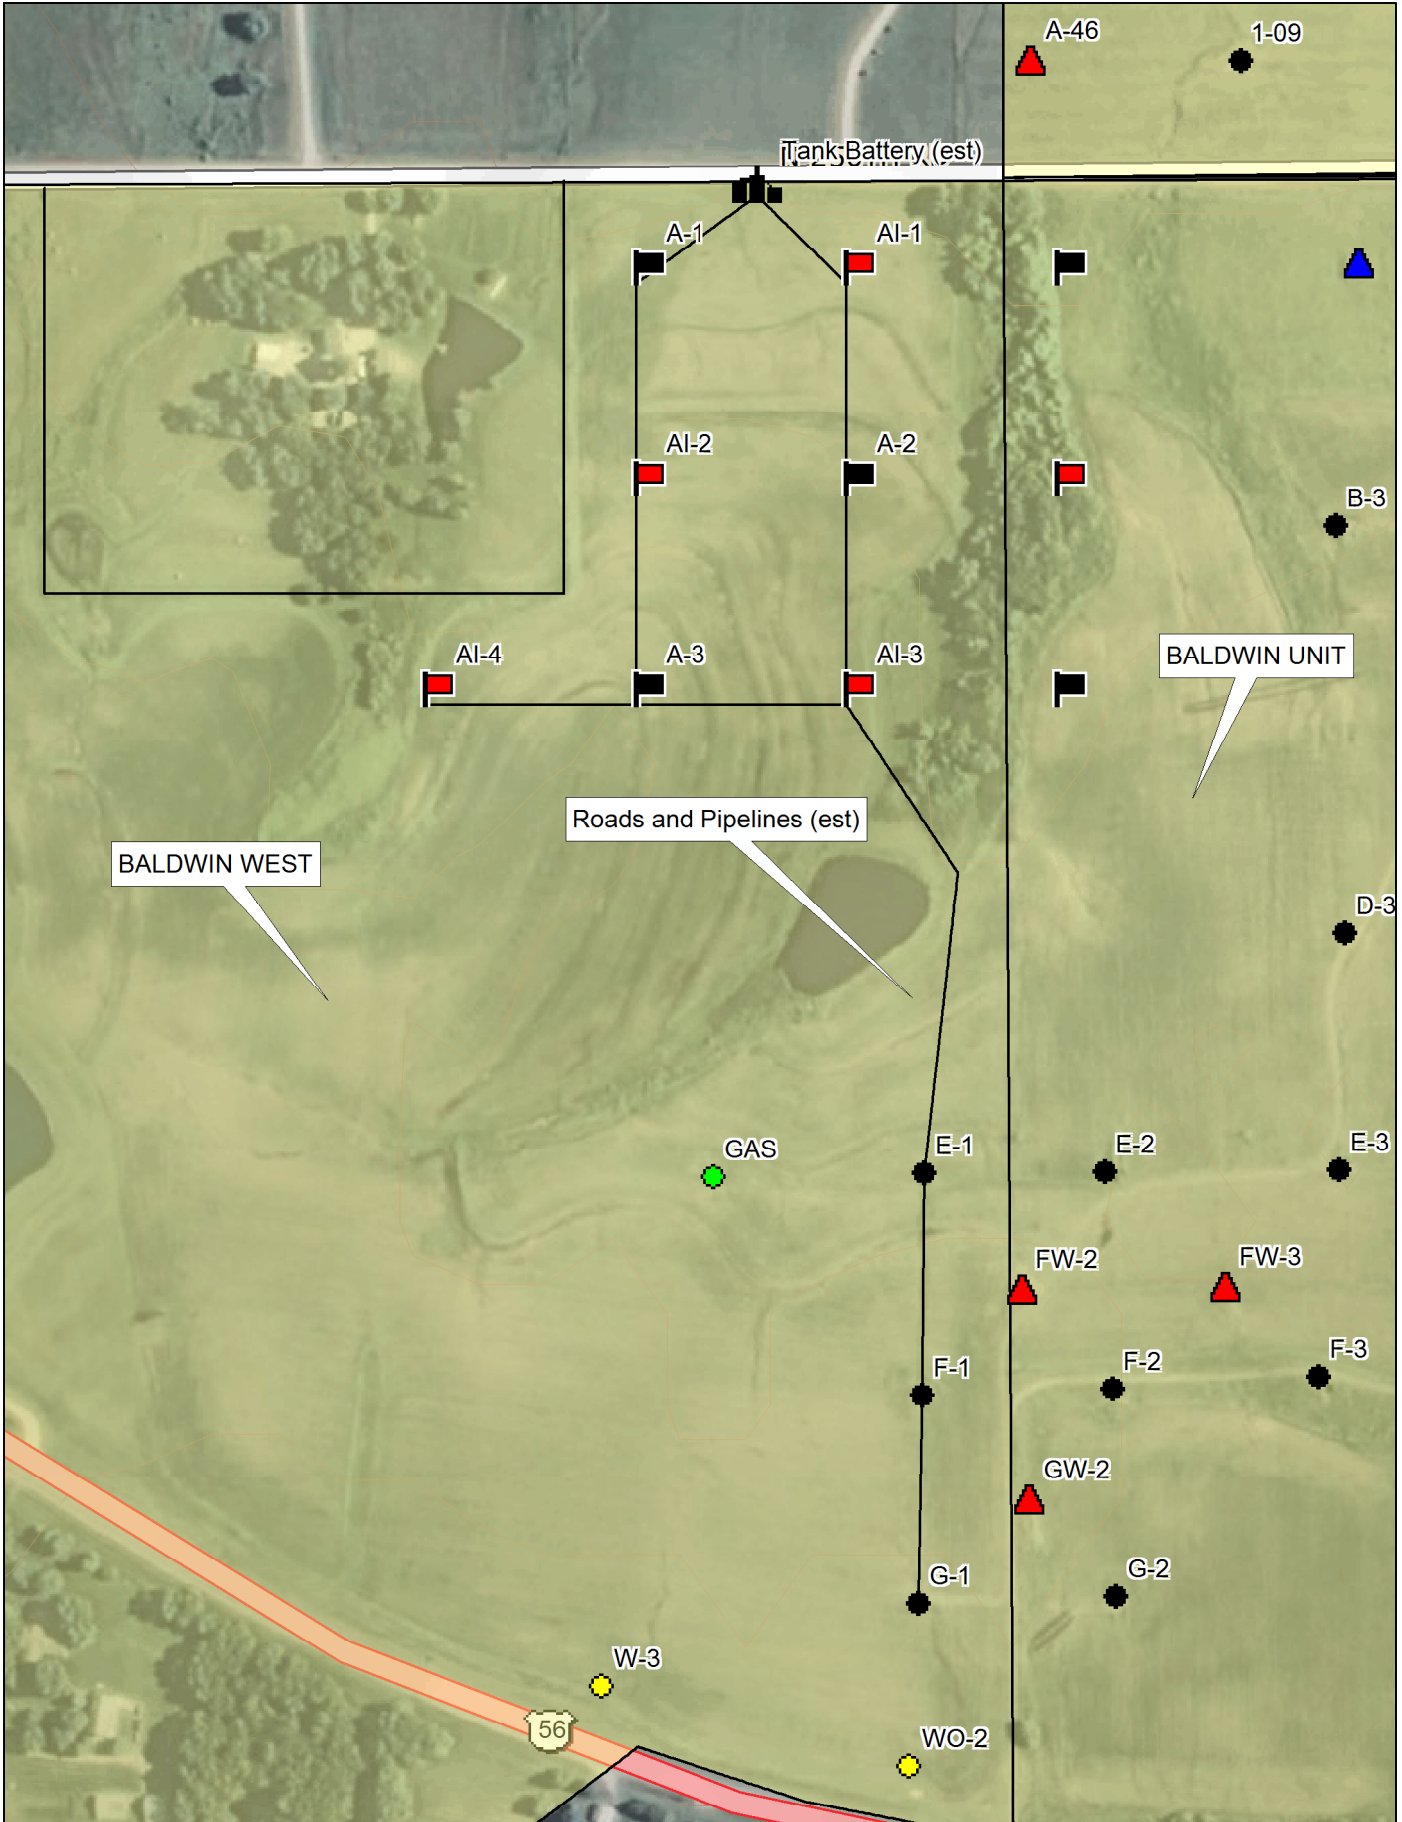 A-46
1-09
Tank Battery (est)
A-1
AI-1
AI-2
A-2
B-3
AI-4
A-3
AI-3
BALDWIN UNIT
Roads and Pipelines (est)
BALDWIN WEST
D-3
GAS
E-1
E-2
E-3
FW-2
FW-3
F-1
F-2
F-3
GW-2
G-1
G-2
W-3
56
WO-2